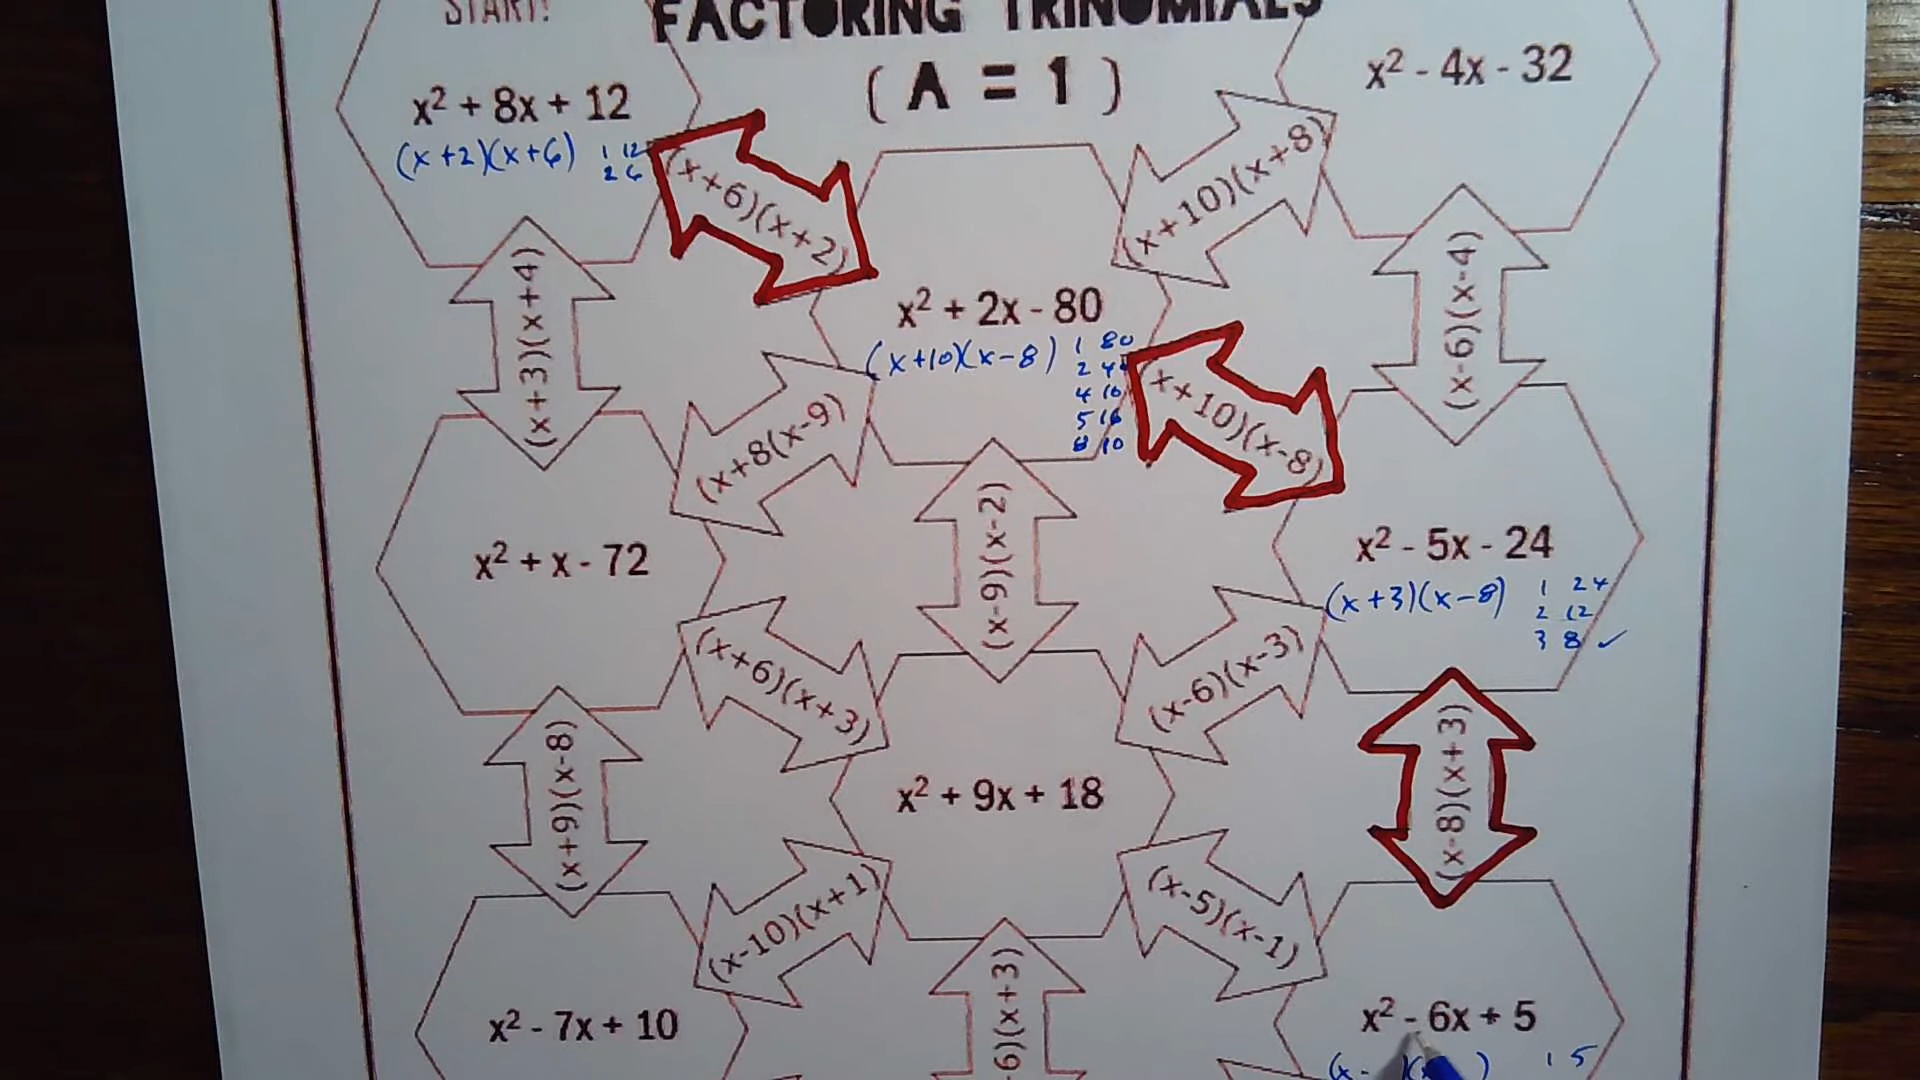 START!
FACTORING TRINOMIALS
(A = 1)
x² + 8x + 12
(x+2)(x+6)
1 12
2 6
(x+6)(x+2)
(x+10)(x+8)
x² - 4x - 32
(x+3)(x+4)
x² + 2x - 80
(x+10)(x-8)
1 80
2
4
5 16
8 10
(x-6)(x-4)
(x+8(x-9)
(x+10)(x-8)
x² + x - 72
(x-9)(x-2)
x² - 5x - 24
(x+3)(x-8)
1 24
2 12
3 8 ✓
(x+6)(x+3)
(x-6)(x-3)
(x+9)(x-8)
x² + 9x + 18
(x-8)(x+3)
(x-10)(x+1)
(x-5)(x-1)
x² - 7x + 10
6)(x+3)
x² - 6x + 5
1 5